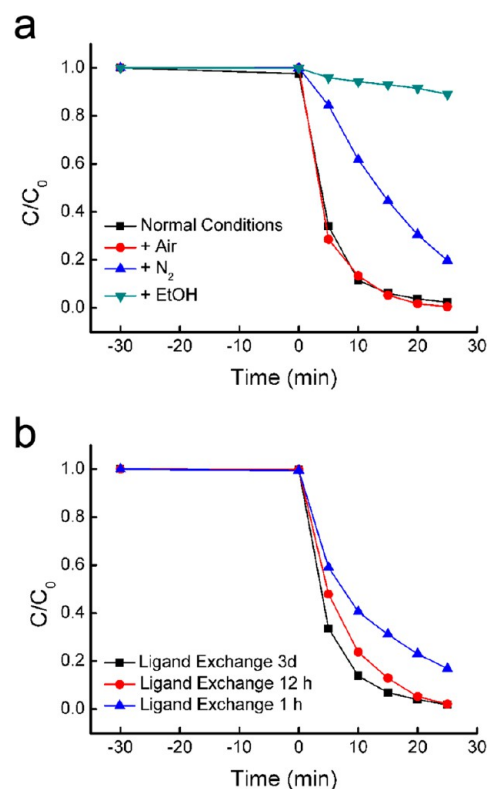 a
1.0
0.8
0.6
0.4
0.2
0.0
C/C₀
Normal Conditions
+ Air
+ N₂
+ EtOH
-30 -20 -10 0 10 20 30
Time (min)
b
1.0
0.8
0.6
0.4
0.2
0.0
C/C₀
Ligand Exchange 3d
Ligand Exchange 12 h
Ligand Exchange 1 h
-30 -20 -10 0 10 20 30
Time (min)